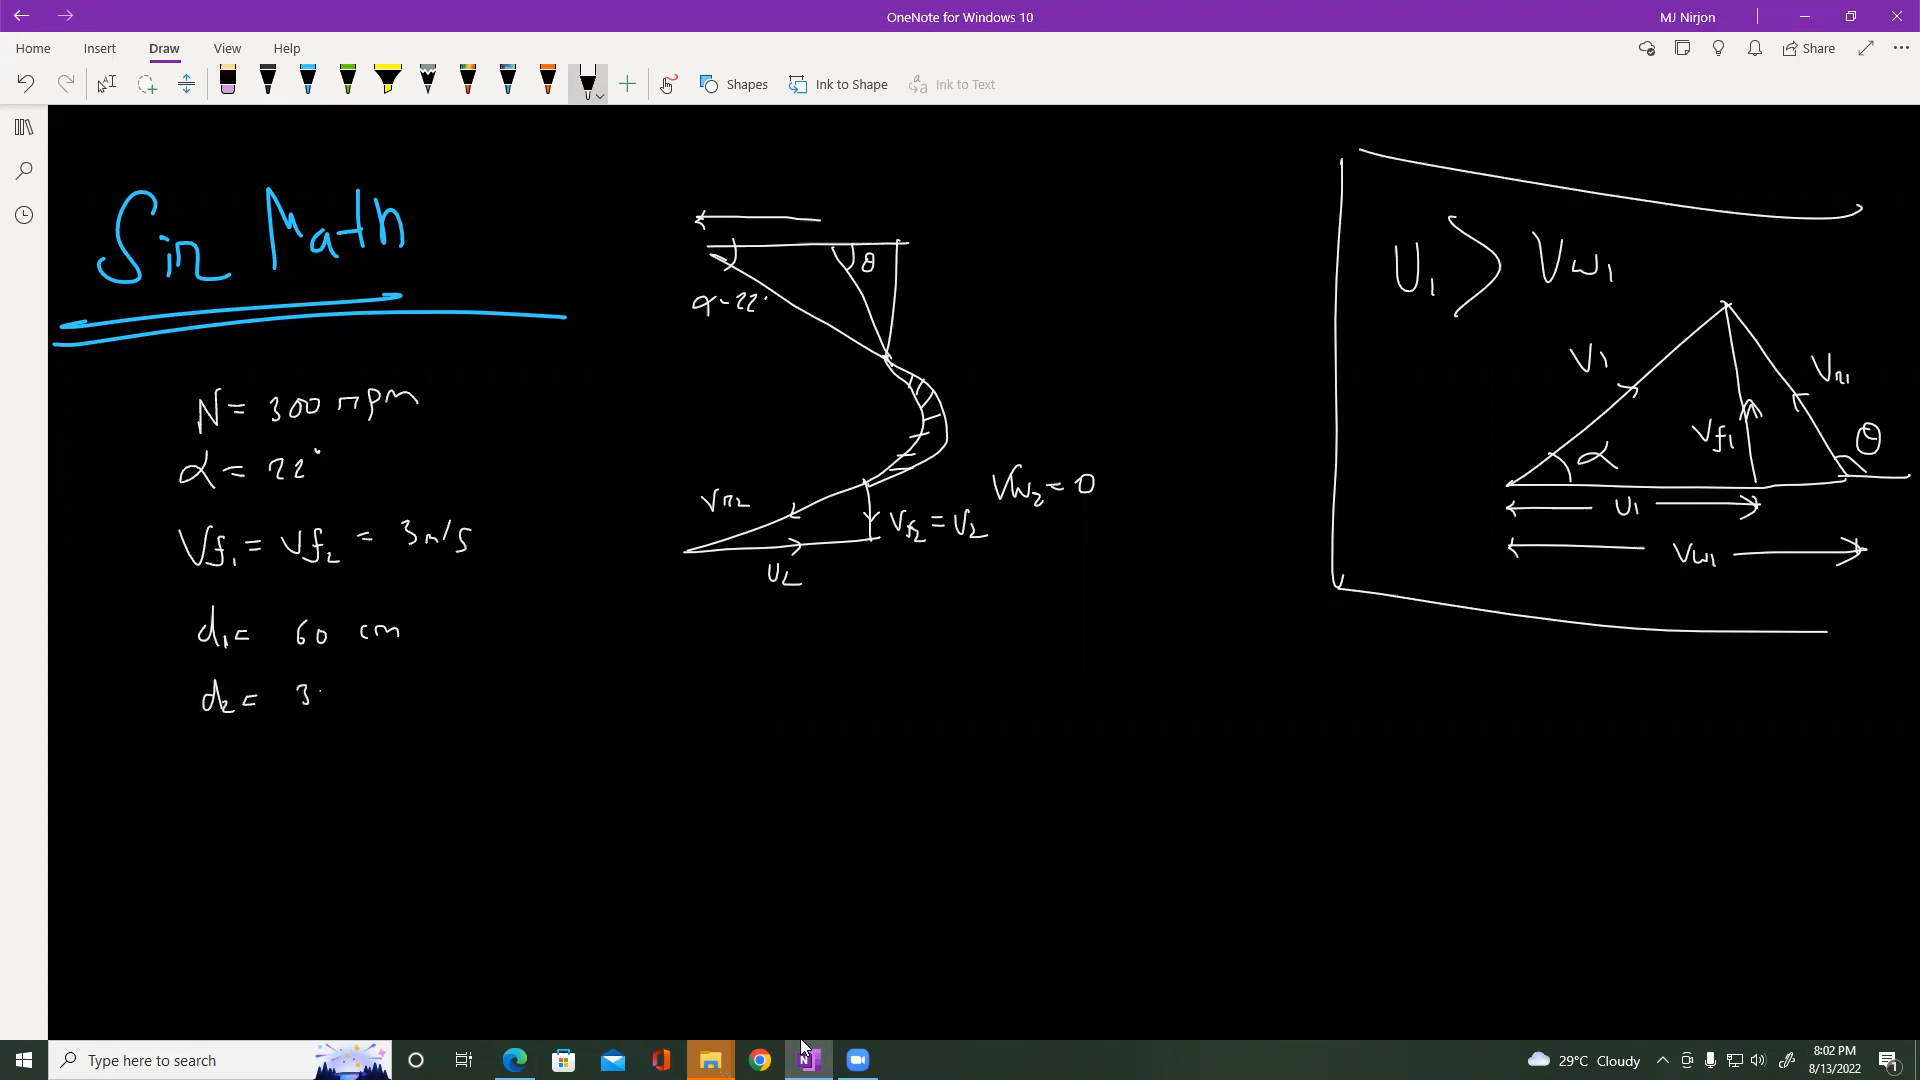 OneNote for Windows 10
MJ Nirjon
Home Insert Draw View Help
Share
Shapes
Ink to Shape
Ink to Text
Sir Math
N = 300 rpm
α = 22°
Vf₁ = Vf₂ = 3 m/s
d₁ = 60 cm
d₂ = 3
θ
α = 22°
Vr₂
Vf₂ = V₂
U₂
Vw₂ = 0
U₁ > Vw₁
V₁
Vr₁
Vf₁
α
θ
U₁
Vw₁
Type here to search
29°C Cloudy
8:02 PM
8/13/2022
1